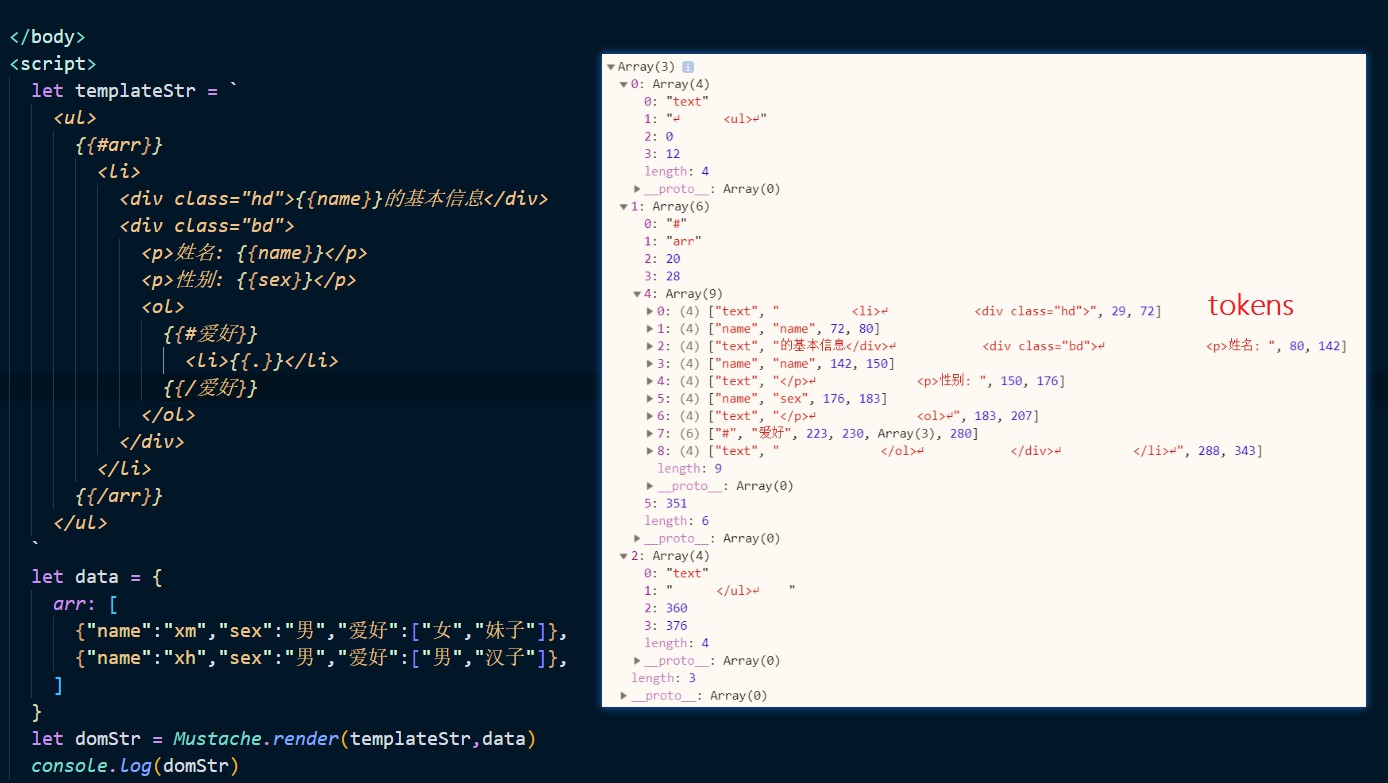 </body>
<script>
let templateStr = `
<ul>
{{#arr}}
<li>
<div class="hd">{{name}}的基本信息</div>
<div class="bd">
<p>姓名: {{name}}</p>
<p>性别: {{sex}}</p>
<ol>
{{#爱好}}
<li>{{.}}</li>
{{/爱好}}
</ol>
</div>
</li>
{{/arr}}
</ul>
`
let data = {
arr: [
{"name":"xm","sex":"男","爱好":["女","妹子"]},
{"name":"xh","sex":"男","爱好":["男","汉子"]},
]
}
let domStr = Mustache.render(templateStr,data)
console.log(domStr)
▼Array(3) i
▼0: Array(4)
0: "text"
1: "↵      <ul>↵"
2: 0
3: 12
length: 4
▶__proto__: Array(0)
▼1: Array(6)
0: "#"
1: "arr"
2: 20
3: 28
▼4: Array(9)
▶0: (4) ["text", "          <li>↵            <div class="hd">", 29, 72]
▶1: (4) ["name", "name", 72, 80]
▶2: (4) ["text", "的基本信息</div>↵            <div class="bd">↵              <p>姓名: ", 80, 142]
▶3: (4) ["name", "name", 142, 150]
▶4: (4) ["text", "</p>↵              <p>性别: ", 150, 176]
▶5: (4) ["name", "sex", 176, 183]
▶6: (4) ["text", "</p>↵              <ol>↵", 183, 207]
▶7: (6) ["#", "爱好", 223, 230, Array(3), 280]
▶8: (4) ["text", "              </ol>↵            </div>↵          </li>↵", 288, 343]
length: 9
▶__proto__: Array(0)
5: 351
length: 6
▶__proto__: Array(0)
▼2: Array(4)
0: "text"
1: "      </ul>↵    "
2: 360
3: 376
length: 4
▶__proto__: Array(0)
length: 3
▶__proto__: Array(0)
tokens